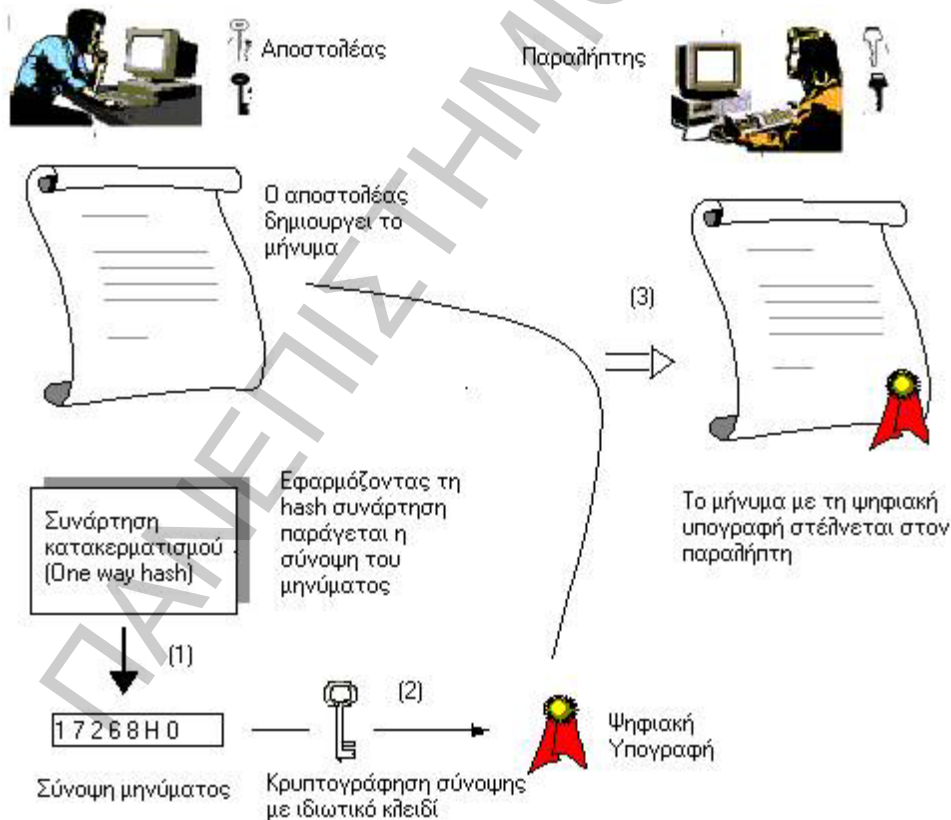 Αποστολέας
Παραλήπτης
Ο αποστολέας
δημιουργει το
μήνυμα
(3)
Εφαρμόζοντας τη
hash συνάρτηση
παράγεται η
σύνοψη του
μηνύματος
Συνάρτηση
κατακερματισμού .
(One way hash)
Το μήνυμα με τη ψηφιακή
υπογραφή στέλνεται στον
παραλήπτη
(1)
(2)
17268H0
Ψηφιακή
Υπογραφή
Σύνοψη μηνύματος
Κρυπτογράφηση σύνοψης
με ιδιωτικό κλειδί
ΠΑΝΕΠΙΣΤΗΜΙΟ